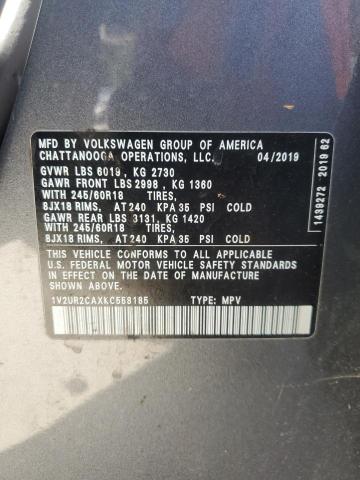 MFD BY VOLKSWAGEN GROUP OF AMERICA
CHATTANOOGA OPERATIONS, LLC. 04/2019
GVWR LBS 6019 , KG 2730
GAWR FRONT LBS 2998 , KG 1360
WITH 245/60R18 TIRES,
8JX18 RIMS, AT 240 KPA 35 PSI COLD
GAWR REAR LBS 3131, KG 1420
WITH 245/60R18 TIRES,
8JX18 RIMS, AT 240 KPA 35 PSI COLD
THIS VEHICLE CONFORMS TO ALL APPLICABLE
U.S. FEDERAL MOTOR VEHICLE SAFETY STANDARDS
IN EFFECT ON THE DATE OF MANUFACTURE
SHOWN ABOVE.
1V2UR2CAXKC568185 TYPE: MPV
1439272 2019 62